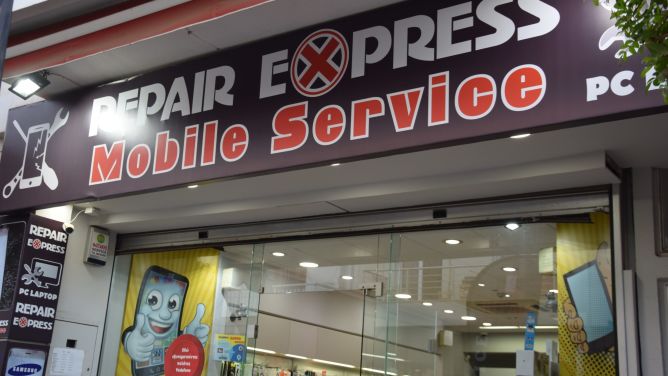 REPAIR EXPRESS
Mobile Service
PC
REPAIR
EXPRESS
PC LAPTOP
REPAIR
EXPRESS
SAMSUNG